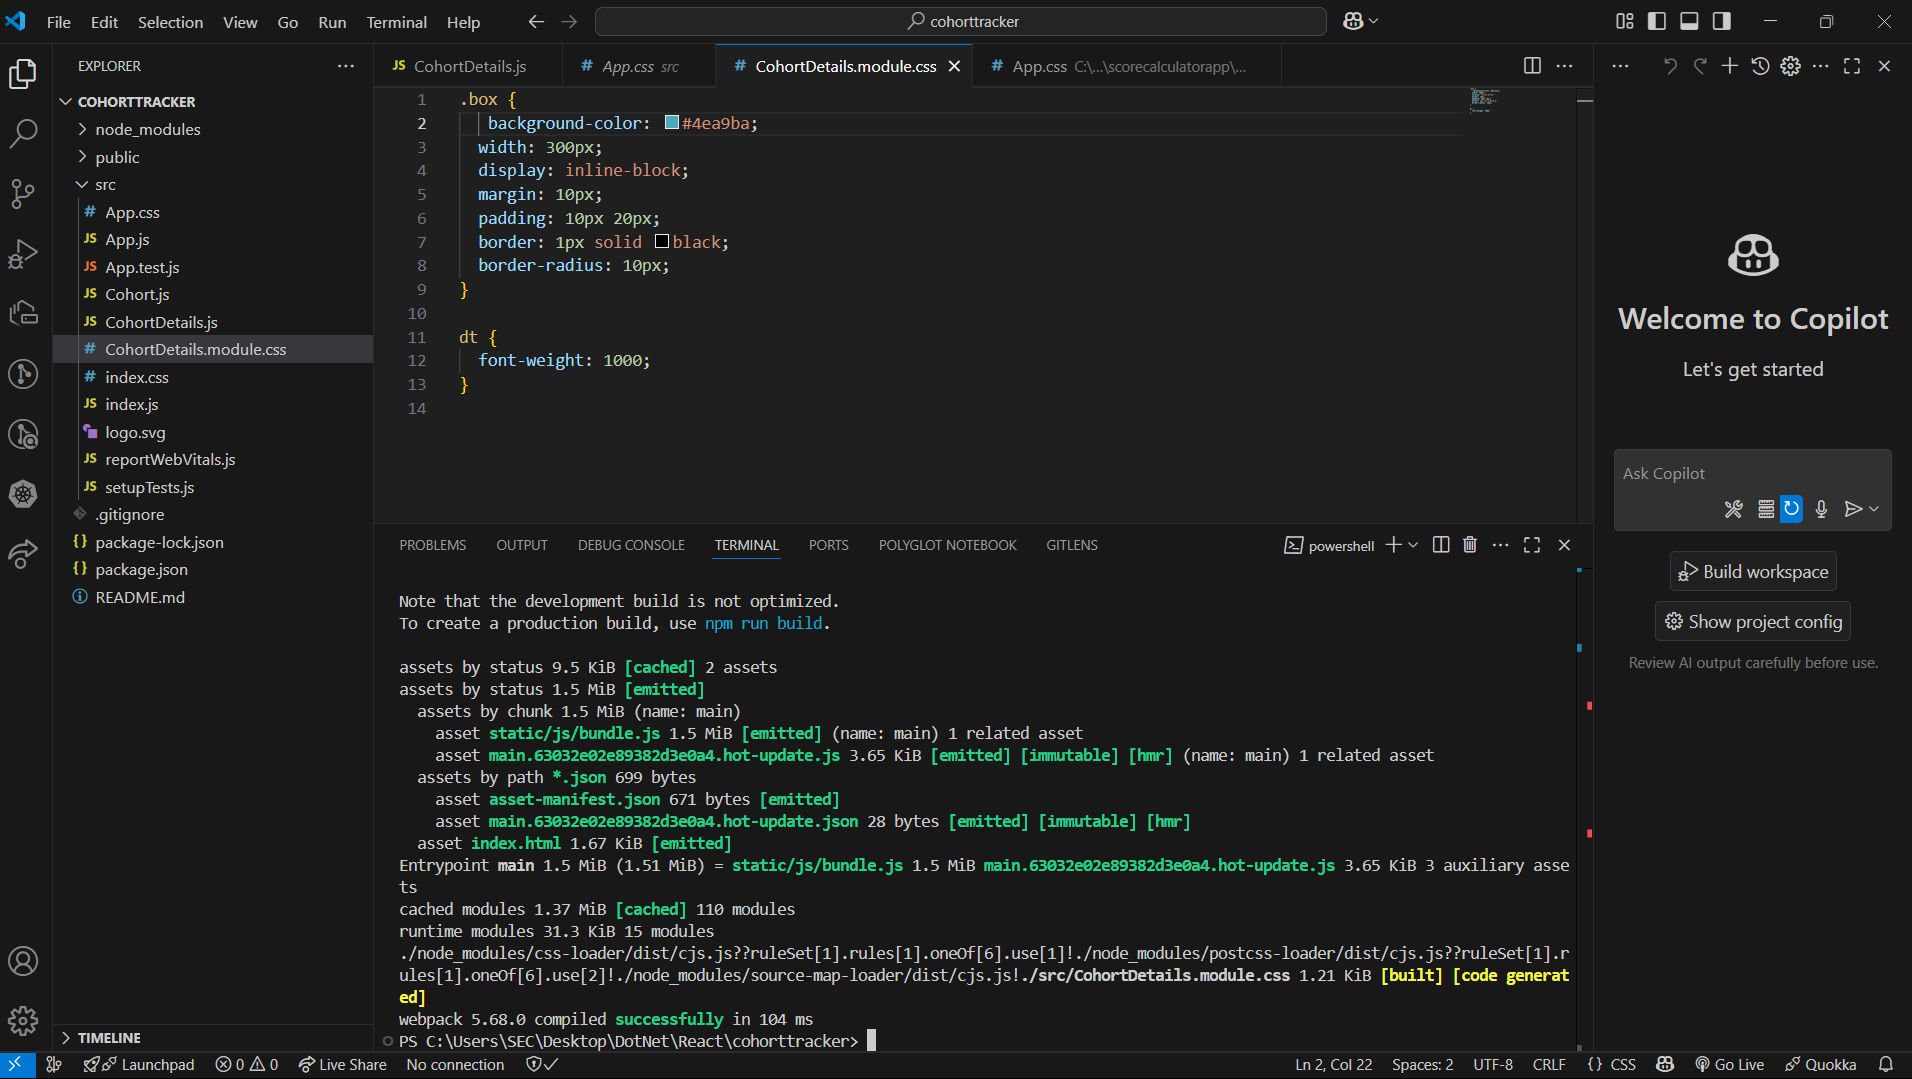 File Edit Selection View Go Run Terminal Help
cohorttracker
EXPLORER
COHORTTRACKER
node_modules
public
src
# App.css
JS App.js
JS App.test.js
JS Cohort.js
JS CohortDetails.js
# CohortDetails.module.css
# index.css
JS index.js
logo.svg
JS reportWebVitals.js
JS setupTests.js
.gitignore
{} package-lock.json
{} package.json
README.md
TIMELINE
JS CohortDetails.js
# App.css src
# CohortDetails.module.css
# App.css C:\...\scorecalculatorapp\...
1 .box {
2 background-color: #4ea9ba;
3 width: 300px;
4 display: inline-block;
5 margin: 10px;
6 padding: 10px 20px;
7 border: 1px solid black;
8 border-radius: 10px;
9 }
10
11 dt {
12 font-weight: 1000;
13 }
14
PROBLEMS OUTPUT DEBUG CONSOLE TERMINAL PORTS POLYGLOT NOTEBOOK GITLENS
powershell
Note that the development build is not optimized.
To create a production build, use npm run build.
assets by status 9.5 KiB [cached] 2 assets
assets by status 1.5 MiB [emitted]
assets by chunk 1.5 MiB (name: main)
asset static/js/bundle.js 1.5 MiB [emitted] (name: main) 1 related asset
asset main.63032e02e89382d3e0a4.hot-update.js 3.65 KiB [emitted] [immutable] [hmr] (name: main) 1 related asset
assets by path *.json 699 bytes
asset asset-manifest.json 671 bytes [emitted]
asset main.63032e02e89382d3e0a4.hot-update.json 28 bytes [emitted] [immutable] [hmr]
asset index.html 1.67 KiB [emitted]
Entrypoint main 1.5 MiB (1.51 MiB) = static/js/bundle.js 1.5 MiB main.63032e02e89382d3e0a4.hot-update.js 3.65 KiB 3 auxiliary asse
ts
cached modules 1.37 MiB [cached] 110 modules
runtime modules 31.3 KiB 15 modules
./node_modules/css-loader/dist/cjs.js??ruleSet[1].rules[1].oneOf[6].use[1]!./node_modules/postcss-loader/dist/cjs.js??ruleSet[1].r
ules[1].oneOf[6].use[2]!./node_modules/source-map-loader/dist/cjs.js!./src/CohortDetails.module.css 1.21 KiB [built] [code generat
ed]
webpack 5.68.0 compiled successfully in 104 ms
PS C:\Users\SEC\Desktop\DotNet\React\cohorttracker>
Welcome to Copilot
Let's get started
Ask Copilot
Build workspace
Show project config
Review AI output carefully before use.
Launchpad 0 0 Live Share No connection
Ln 2, Col 22 Spaces: 2 UTF-8 CRLF {} CSS Go Live Quokka